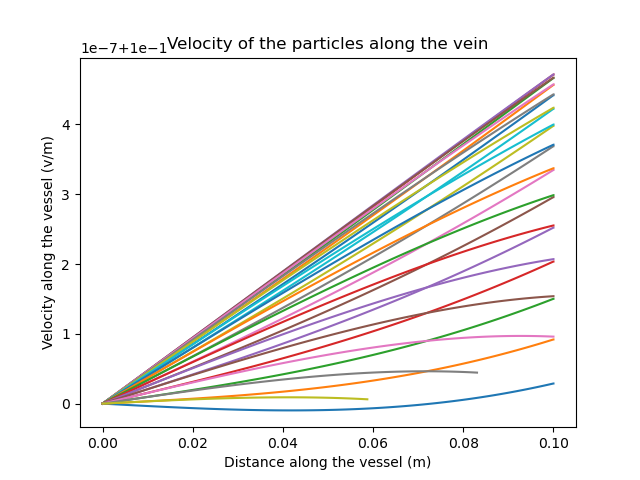 Velocity of the particles along the vein
1e−7+1e−1
Velocity along the vessel (v/m)
4
3
2
1
0
0.00 0.02 0.04 0.06 0.08 0.10
Distance along the vessel (m)